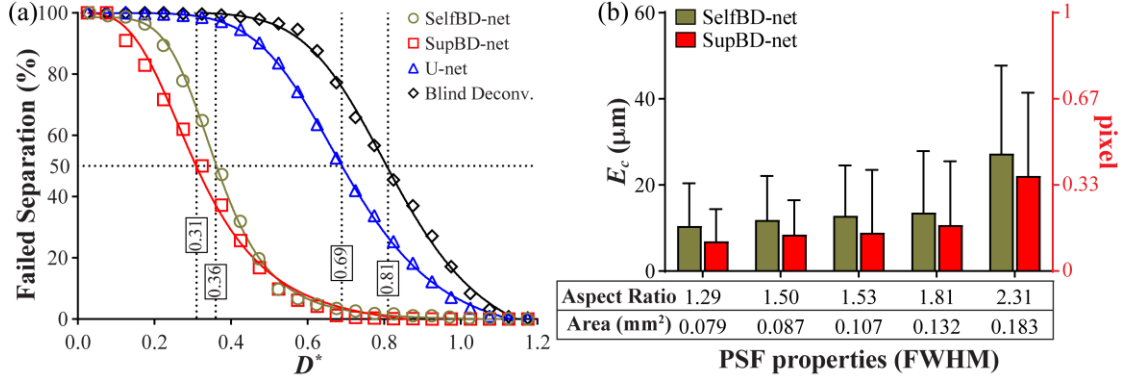 (a)
Failed Separation (%)
100
80
60
40
20
0
SelfBD-net
SupBD-net
U-net
Blind Deconv.
0.31
0.36
0.69
0.81
0.0 0.2 0.4 0.6 0.8 1.0 1.2
D*
(b)
E_c (μm)
60
40
20
0
SelfBD-net
SupBD-net
1
0.67
0.33
0
pixel
Aspect Ratio 1.29 1.50 1.53 1.81 2.31
Area (mm²) 0.079 0.087 0.107 0.132 0.183
PSF properties (FWHM)